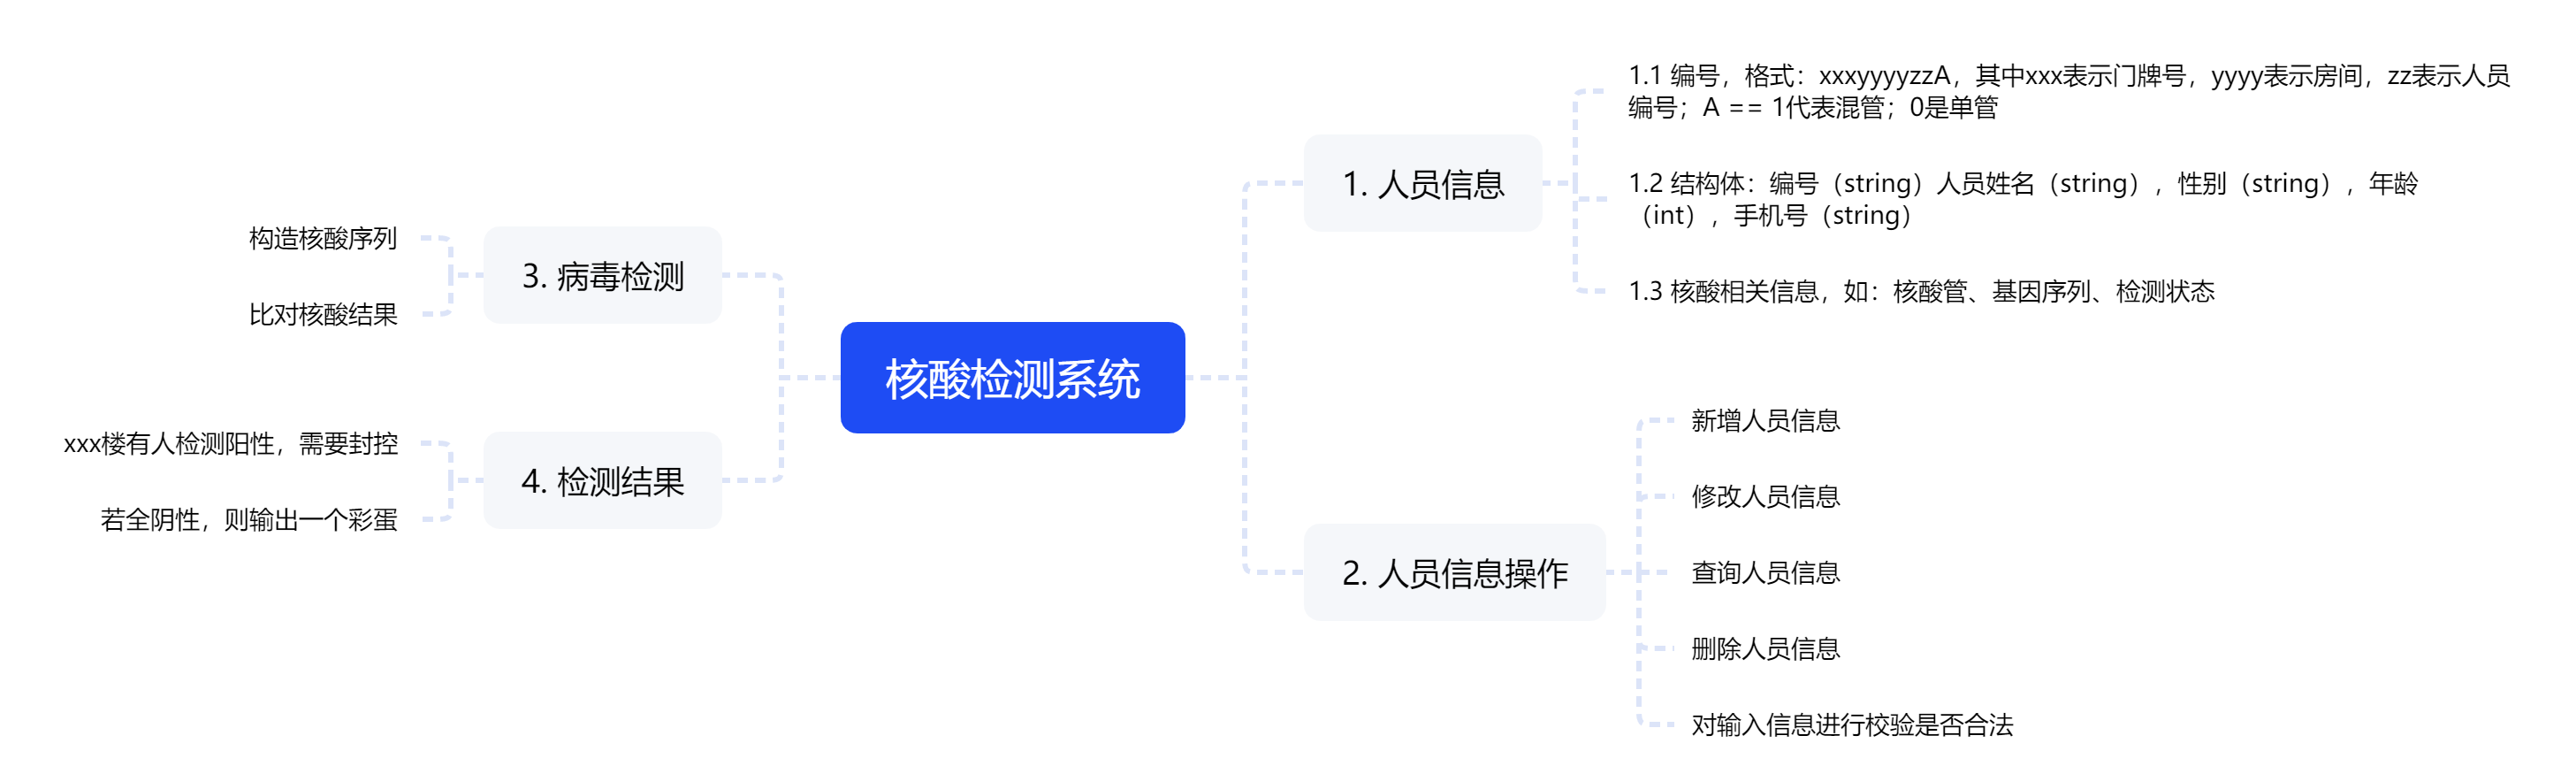 核酸检测系统
1. 人员信息
1.1 编号，格式：xxxyyyyzzA，其中xxx表示门牌号，yyyy表示房间，zz表示人员
编号；A == 1代表混管；0是单管
1.2 结构体：编号（string）人员姓名（string），性别（string），年龄
（int），手机号（string）
1.3 核酸相关信息，如：核酸管、基因序列、检测状态
2. 人员信息操作
新增人员信息
修改人员信息
查询人员信息
删除人员信息
对输入信息进行校验是否合法
3. 病毒检测
构造核酸序列
比对核酸结果
4. 检测结果
xxx楼有人检测阳性，需要封控
若全阴性，则输出一个彩蛋